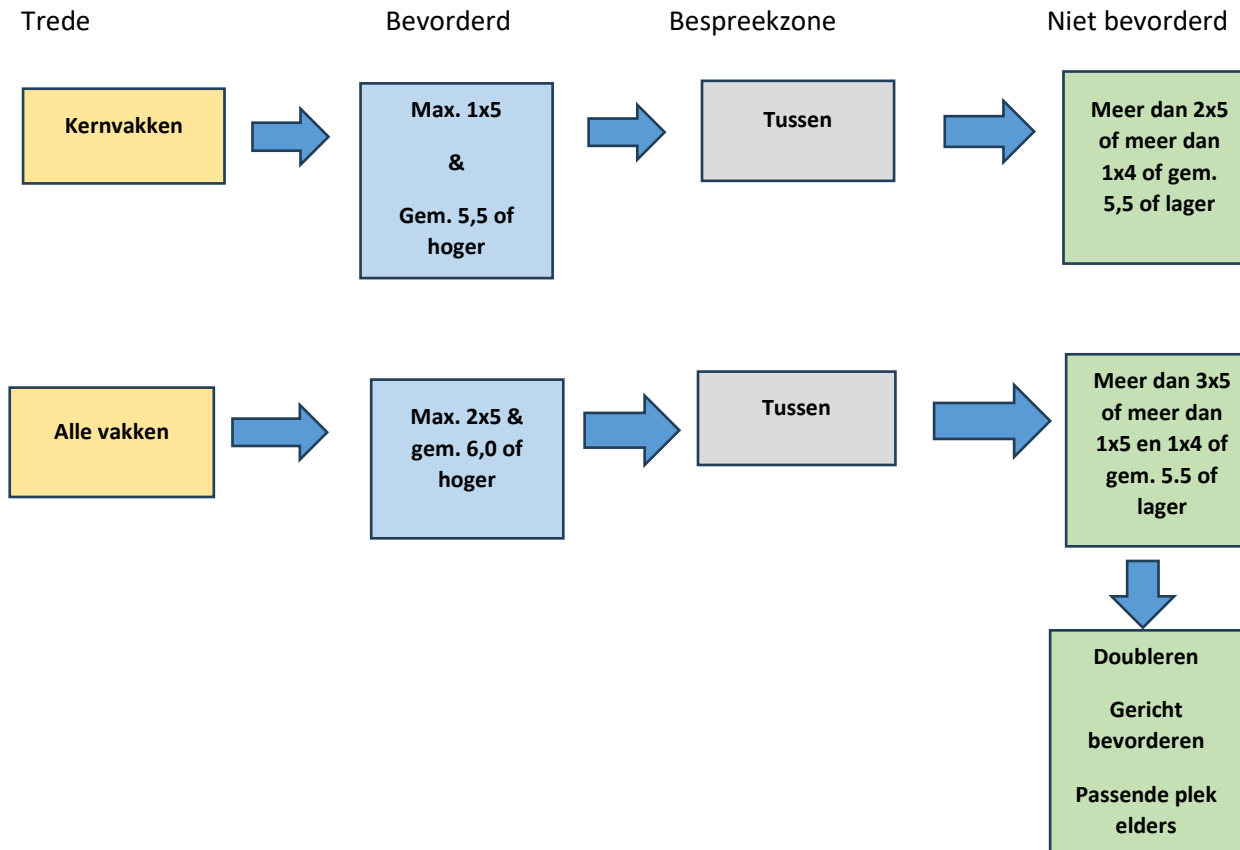 Trede
Bevorderd
Bespreekzone
Niet bevorderd
Kernvakken
Max. 1x5
&
Gem. 5,5 of
hoger
Tussen
Meer dan 2x5
of meer dan
1x4 of gem.
5,5 of lager
Alle vakken
Max. 2x5 &
gem. 6,0 of
hoger
Tussen
Meer dan 3x5
of meer dan
1x5 en 1x4 of
gem. 5.5 of
lager
Doubleren
Gericht
bevorderen
Passende plek
elders